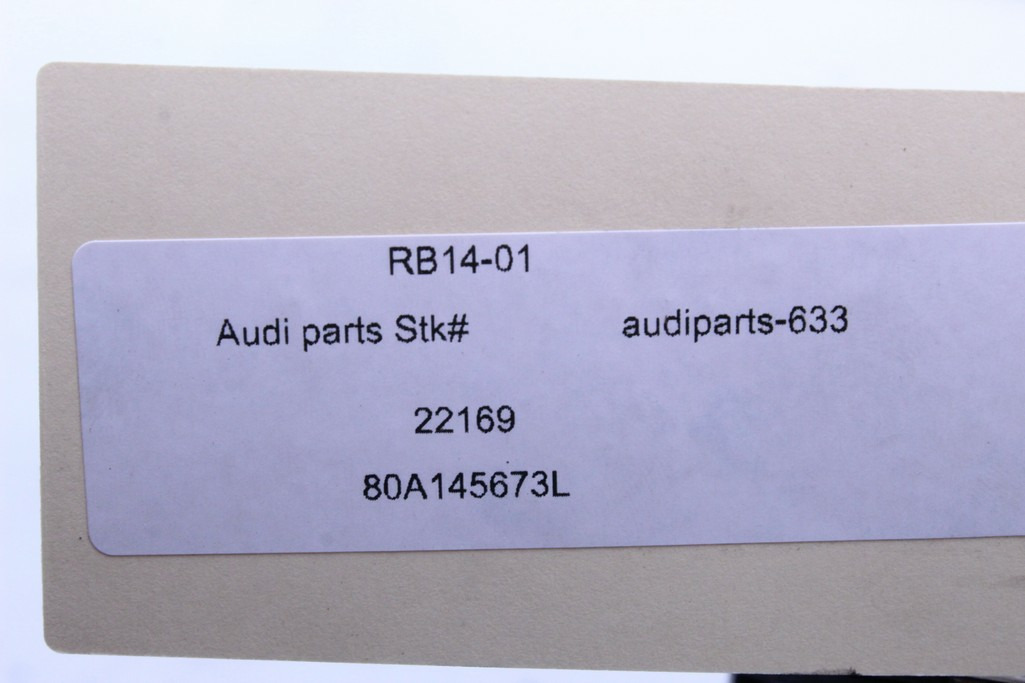 RB14-01
Audi parts Stk# audiparts-633
22169
80A145673L